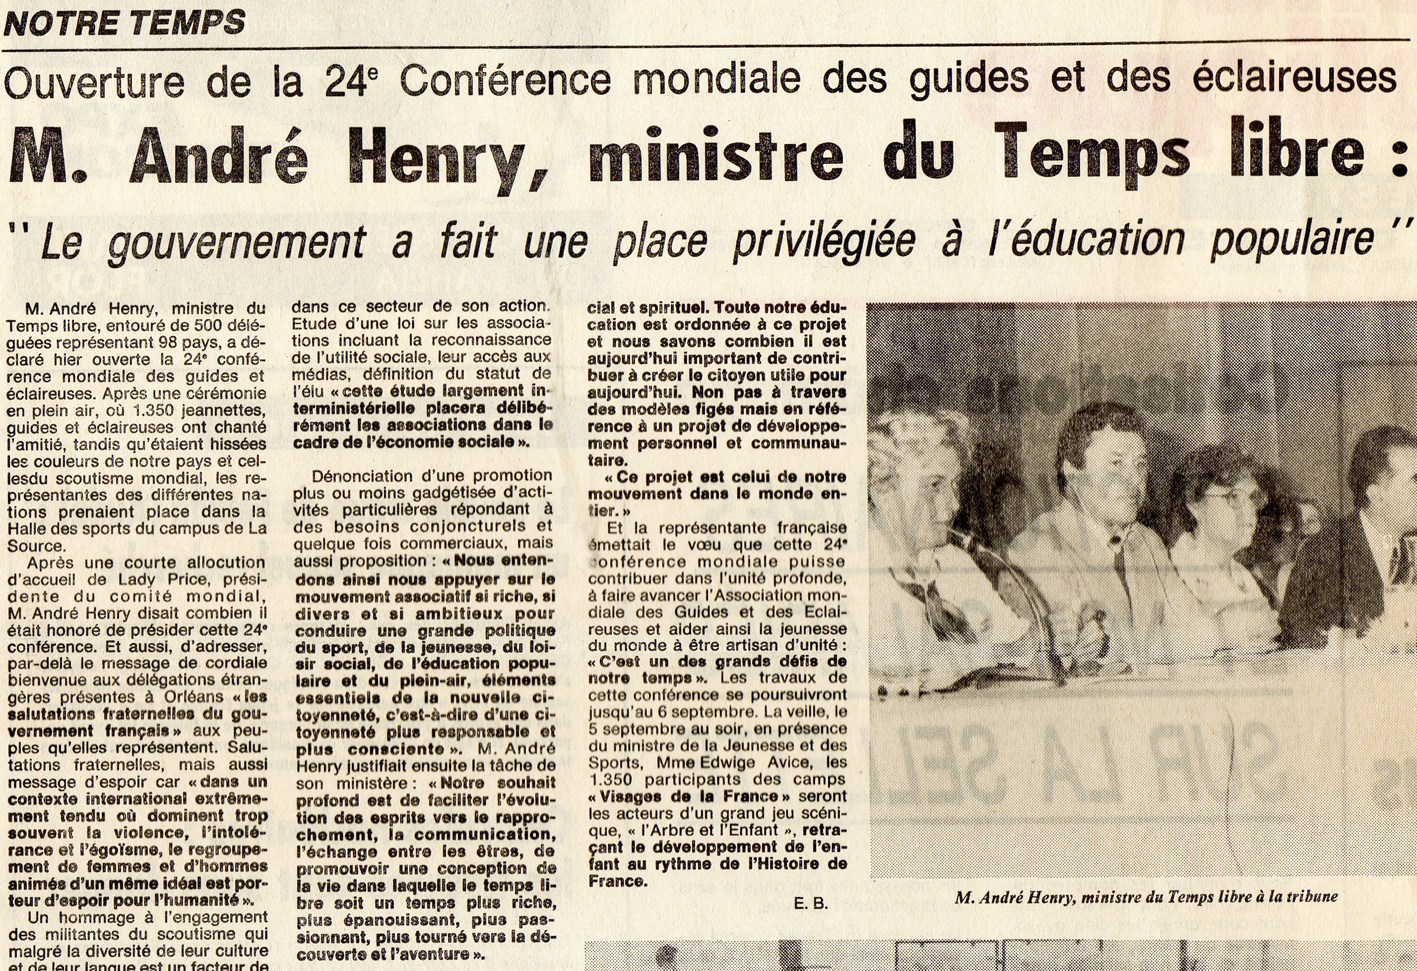 NOTRE TEMPS
Ouverture de la 24e Conférence mondiale des guides et des éclaireuses
M. André Henry, ministre du Temps libre :
"Le gouvernement a fait une place privilégiée à l'éducation populaire"
M. André Henry, ministre du
Temps libre, entouré de 500 délé-
guées représentant 98 pays, a dé-
claré hier ouverte la 24e confé-
rence mondiale des guides et
éclaireuses. Après une cérémonie
en plein air, où 1.350 jeannettes,
guides et éclaireuses ont chanté
l'amitié, tandis qu'étaient hissées
les couleurs de notre pays et cel-
lesdu scoutisme mondial, les re-
présentantes des différentes na-
tions prenaient place dans la
Halle des sports du campus de La
Source.
Après une courte allocution
d'accueil de Lady Price, prési-
dente du comité mondial,
M. André Henry disait combien il
était honoré de présider cette 24e
conférence. Et aussi, d'adresser,
par-delà le message de cordiale
bienvenue aux délégations étran-
gères présentes à Orléans « les
salutations fraternelles du gou-
vernement français » aux peu-
ples qu'elles représentent. Salu-
tations fraternelles, mais aussi
message d'espoir car « dans un
contexte international extrême-
ment tendu où dominent trop
souvent la violence, l'intolé-
rance et l'égoïsme, le regroupe-
ment de femmes et d'hommes
animés d'un même idéal est por-
teur d'espoir pour l'humanité ».
Un hommage à l'engagement
des militantes du scoutisme qui
malgré la diversité de leur culture
et de leur langue est un facteur de
dans ce secteur de son action.
Etude d'une loi sur les associa-
tions incluant la reconnaissance
de l'utilité sociale, leur accès aux
médias, définition du statut de
l'élu « cette étude largement in-
terministérielle placera délibé-
rément les associations dans le
cadre de l'économie sociale ».
Dénonciation d'une promotion
plus ou moins gadgétisée d'acti-
vités particulières répondant à
des besoins conjoncturels et
quelque fois commerciaux, mais
aussi proposition : « Nous enten-
dons ainsi nous appuyer sur le
mouvement associatif si riche, si
divers et si ambitieux pour
conduire une grande politique
du sport, de la jeunesse, du loi-
sir social, de l'éducation popu-
laire et du plein-air, éléments
essentiels de la nouvelle ci-
toyenneté, c'est-à-dire d'une ci-
toyenneté plus responsable et
plus consciente ». M. André
Henry justifiait ensuite la tâche de
son ministère : « Notre souhait
profond est de faciliter l'évolu-
tion des esprits vers le rappro-
chement, la communication,
l'échange entre les êtres, de
promouvoir une conception de
la vie dans laquelle le temps li-
bre soit un temps plus riche,
plus épanouissant, plus pas-
sionnant, plus tourné vers la dé-
couverte et l'aventure ».
cial et spirituel. Toute notre édu-
cation est ordonnée à ce projet
et nous savons combien il est
aujourd'hui important de contri-
buer à créer le citoyen utile pour
aujourd'hui. Non pas à travers
des modèles figés mais en réfé-
rence à un projet de développe-
ment personnel et communau-
taire.
« Ce projet est celui de notre
mouvement dans le monde en-
tier. »
Et la représentante française
émettait le vœu que cette 24e
conférence mondiale puisse
contribuer dans l'unité profonde,
à faire avancer l'Association mon-
diale des Guides et des Eclai-
reuses et aider ainsi la jeunesse
du monde à être artisan d'unité :
« C'est un des grands défis de
notre temps ». Les travaux de
cette conférence se poursuivront
jusqu'au 6 septembre. La veille, le
5 septembre au soir, en présence
du ministre de la Jeunesse et des
Sports, Mme Edwige Avice, les
1.350 participants des camps
« Visages de la France » seront
les acteurs d'un grand jeu scéni-
que, « l'Arbre et l'Enfant », retra-
çant le développement de l'en-
fant au rythme de l'Histoire de
France.
E. B.
M. André Henry, ministre du Temps libre à la tribune